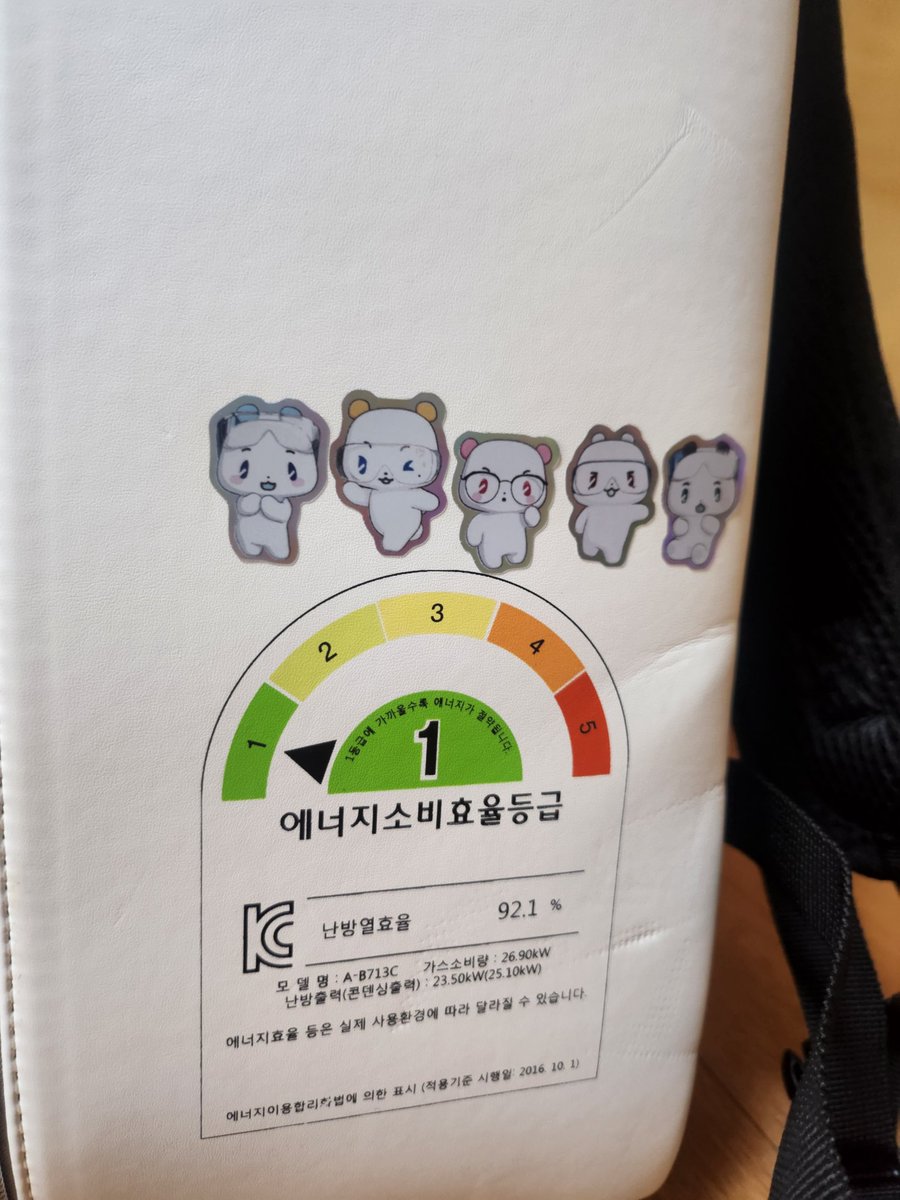 1 2 3 4 5
1등급에 가까울수록 에너지가 절약됩니다.
1
에너지소비효율등급
KC 난방열효율 92.1 %
모 델 명 : A-B713C 가스소비량 : 26.90kW
난방출력(콘덴싱출력) : 23.50kW(25.10kW)
에너지효율 등은 실제 사용환경에 따라 달라질 수 있습니다.
에너지이용합리화법에 의한 표시 (적용기준 시행일: 2016. 10. 1)